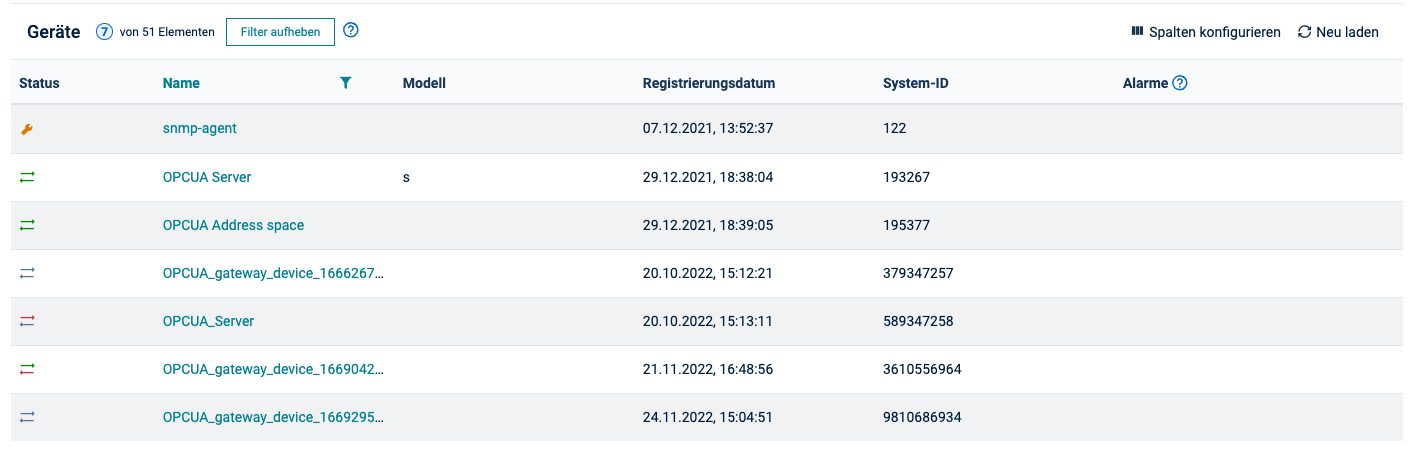 Geräte 7 von 51 Elementen Filter aufheben ? Spalten konfigurieren Neu laden
Status Name Modell Registrierungsdatum System-ID Alarme ?
snmp-agent 07.12.2021, 13:52:37 122
OPCUA Server s 29.12.2021, 18:38:04 193267
OPCUA Address space 29.12.2021, 18:39:05 195377
OPCUA_gateway_device_1666267... 20.10.2022, 15:12:21 379347257
OPCUA_Server 20.10.2022, 15:13:11 589347258
OPCUA_gateway_device_1669042... 21.11.2022, 16:48:56 3610556964
OPCUA_gateway_device_1669295... 24.11.2022, 15:04:51 9810686934